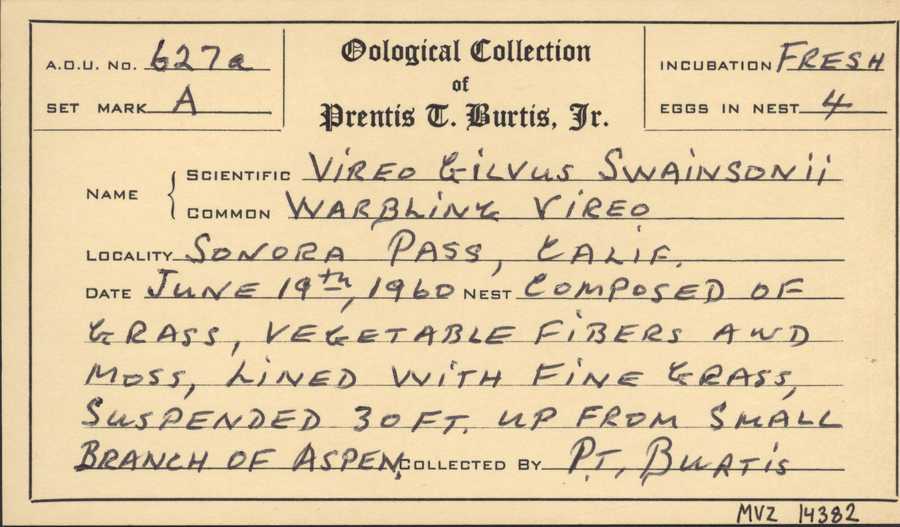 A.O.U. No. 627a
SET MARK A
Oological Collection
of
Prentis T. Burtis, Jr.
INCUBATION FRESH
EGGS IN NEST 4
NAME
SCIENTIFIC VIREO GILVUS SWAINSONII
COMMON WARBLING VIREO
LOCALITY SONORA PASS, CALIF.
DATE JUNE 19th, 1960 NEST COMPOSED OF
GRASS, VEGETABLE FIBERS AND
MOSS, LINED WITH FINE GRASS,
SUSPENDED 30 FT. UP FROM SMALL
BRANCH OF ASPEN. COLLECTED BY P.T. BURTIS
MVZ 14382